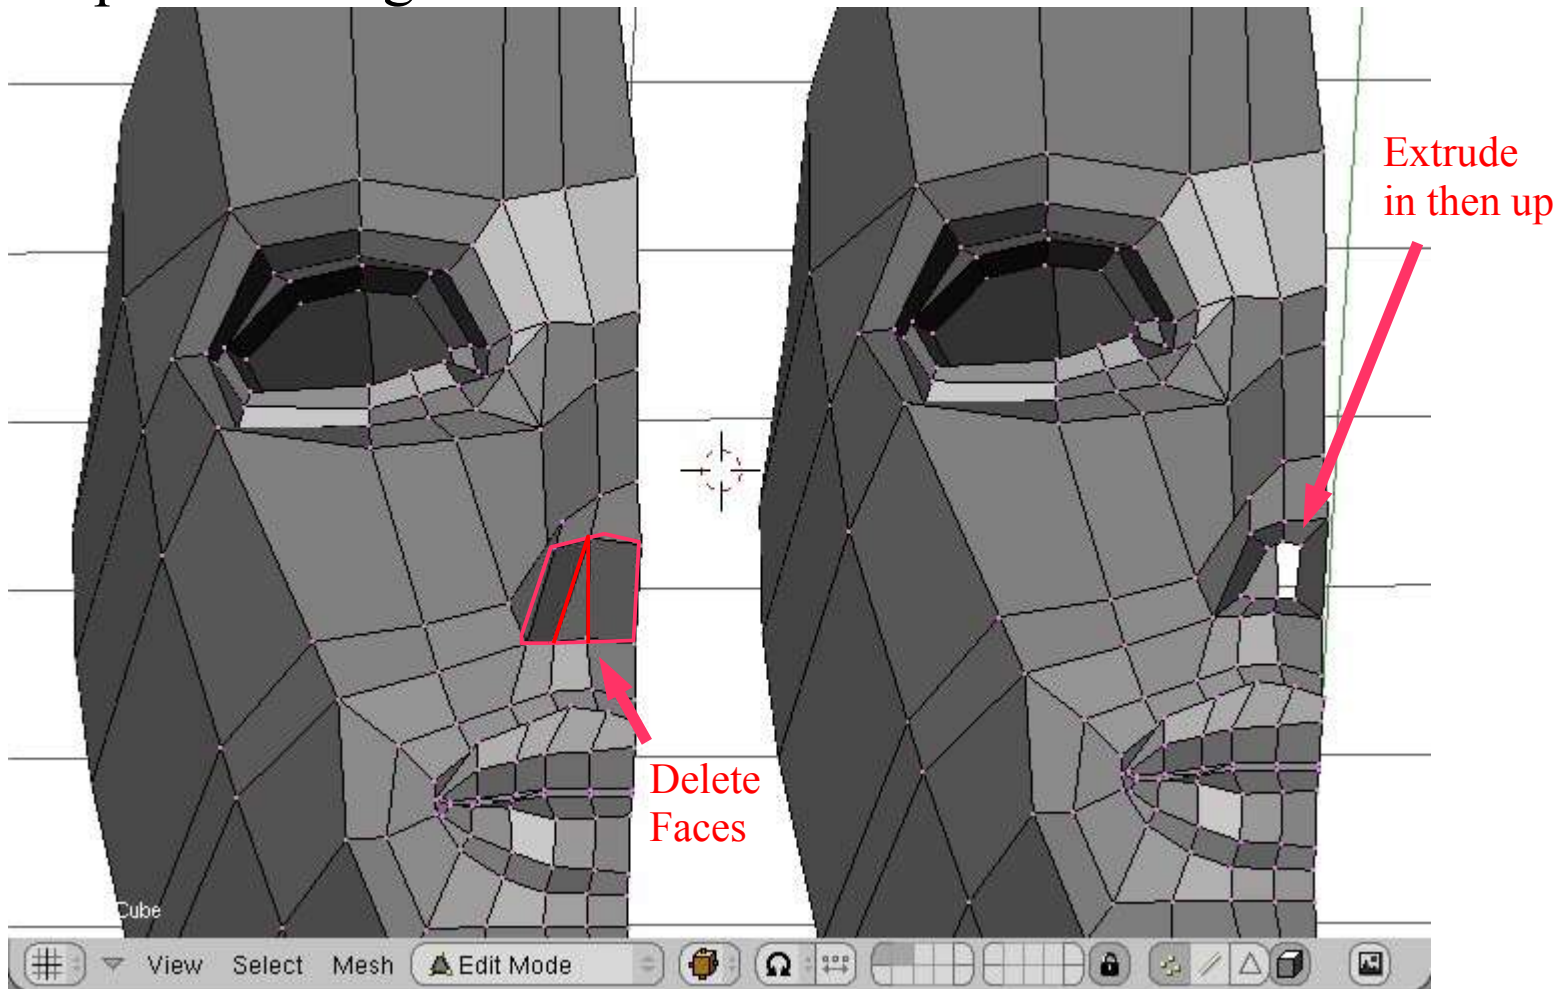 Extrude
in then up
Delete
Faces
Cube
View Select Mesh Edit Mode